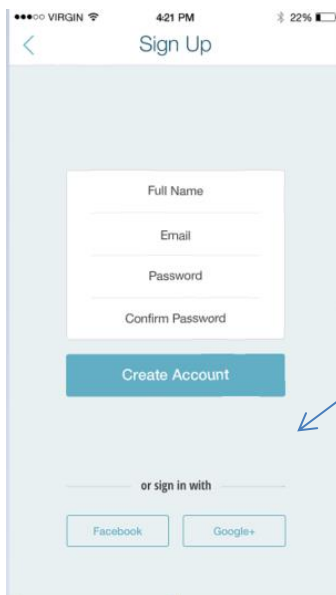 VIRGIN 4:21 PM 22%
Sign Up
Full Name
Email
Password
Confirm Password
Create Account
or sign in with
Facebook Google+